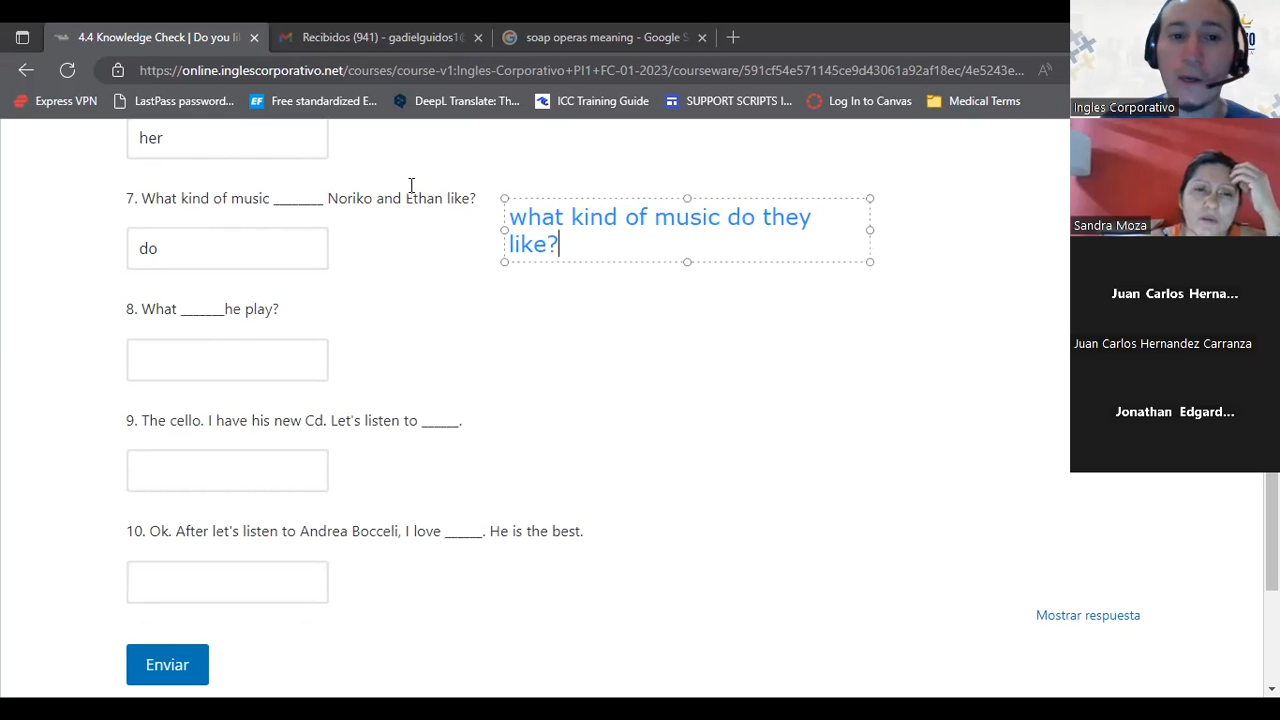 4.4 Knowledge Check | Do you li
Recibidos (941) - gadielguidos1@
soap operas meaning - Google S
https://online.inglescorporativo.net/courses/course-v1:Ingles-Corporativo+PI1+FC-01-2023/courseware/591cf54e571145ce9d43061a92af18ec/4e5243e...
Express VPN
LastPass password...
EF Free standardized E...
DeepL Translate: Th...
ICC Training Guide
SUPPORT SCRIPTS I...
Log In to Canvas
Medical Terms
her
7. What kind of music ________ Noriko and Ethan like?
do
what kind of music do they
like?
8. What _______he play?
9. The cello. I have his new Cd. Let's listen to ______.
10. Ok. After let's listen to Andrea Bocceli, I love ______. He is the best.
Mostrar respuesta
Enviar
Ingles Corporativo
Sandra Moza
Juan Carlos Herna...
Juan Carlos Hernandez Carranza
Jonathan Edgard...